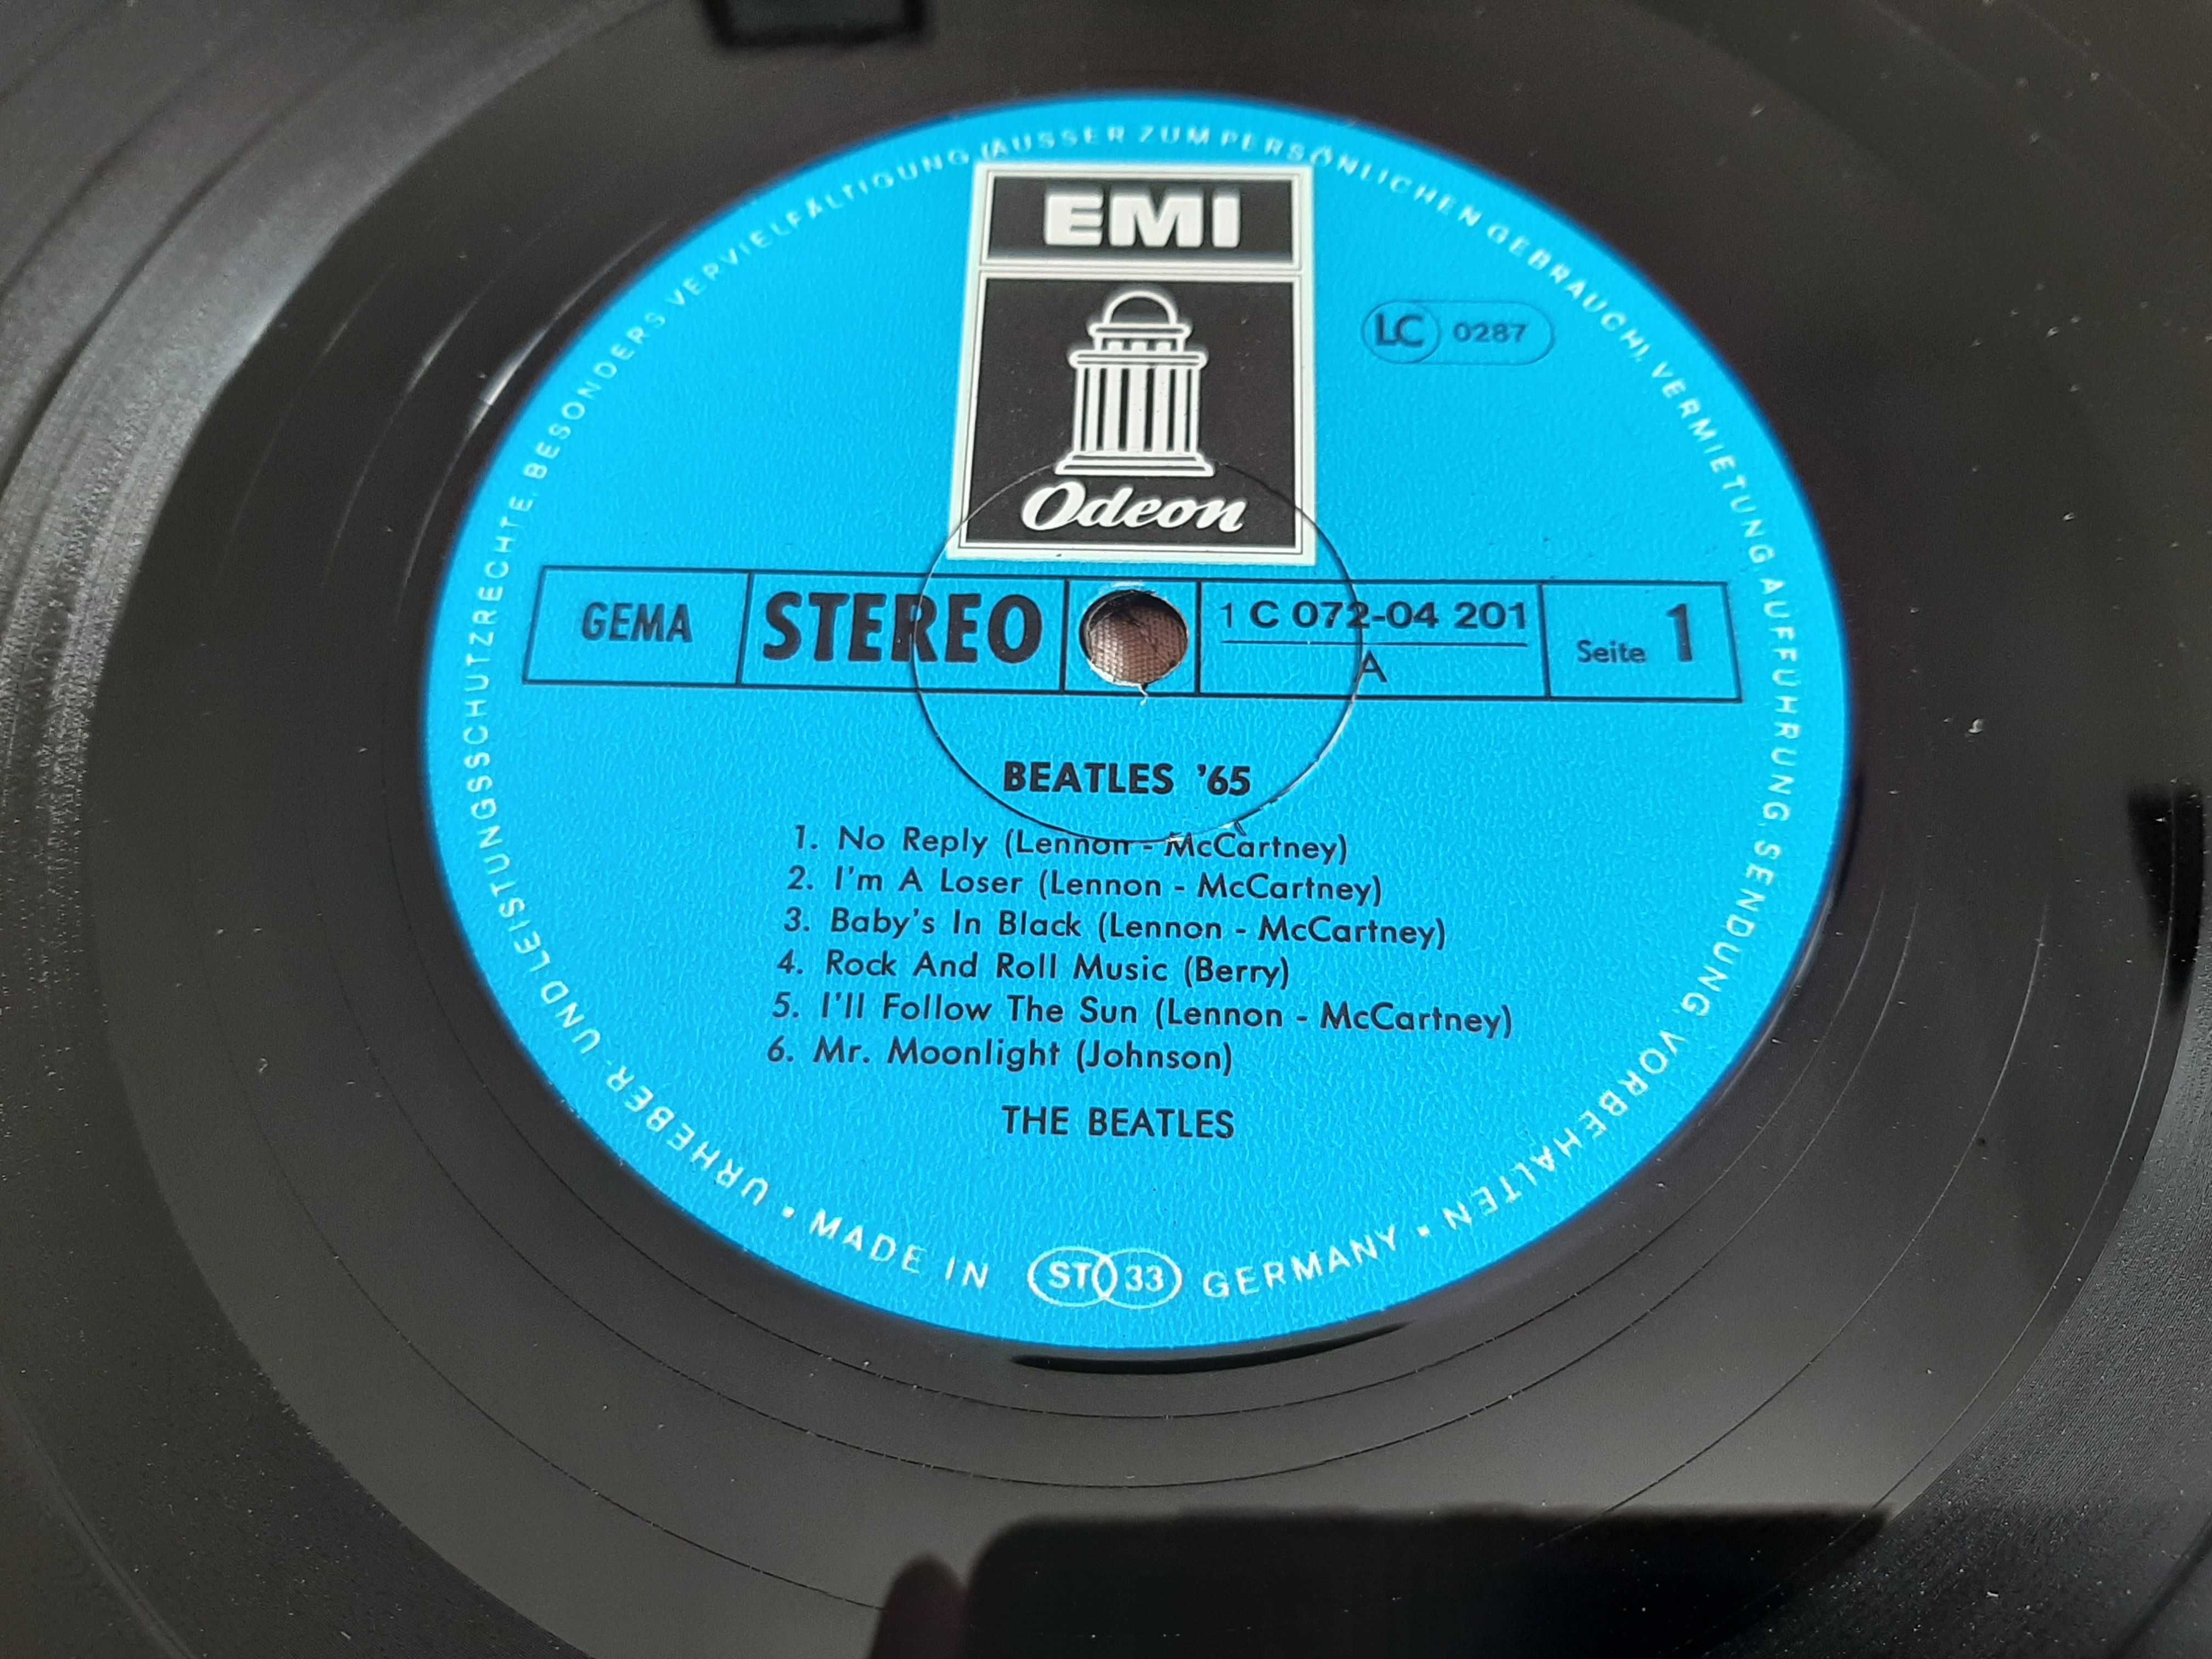 EMI
Odeon
LC 0287
GEMA STEREO 1 C 072-04 201 Seite 1
A
BEATLES '65
1. No Reply (Lennon - McCartney)
2. I'm A Loser (Lennon - McCartney)
3. Baby's In Black (Lennon - McCartney)
4. Rock And Roll Music (Berry)
5. I'll Follow The Sun (Lennon - McCartney)
6. Mr. Moonlight (Johnson)
THE BEATLES
URHEBER- UND LEISTUNGSSCHUTZRECHTE, BESONDERS VERVIELFÄLTIGUNG (AUSSER ZUM PERSÖNLICHEN GEBRAUCH), VERMIETUNG, AUFFÜHRUNG, SENDUNG, VORBEHALTEN
• MADE IN ST 33 GERMANY •